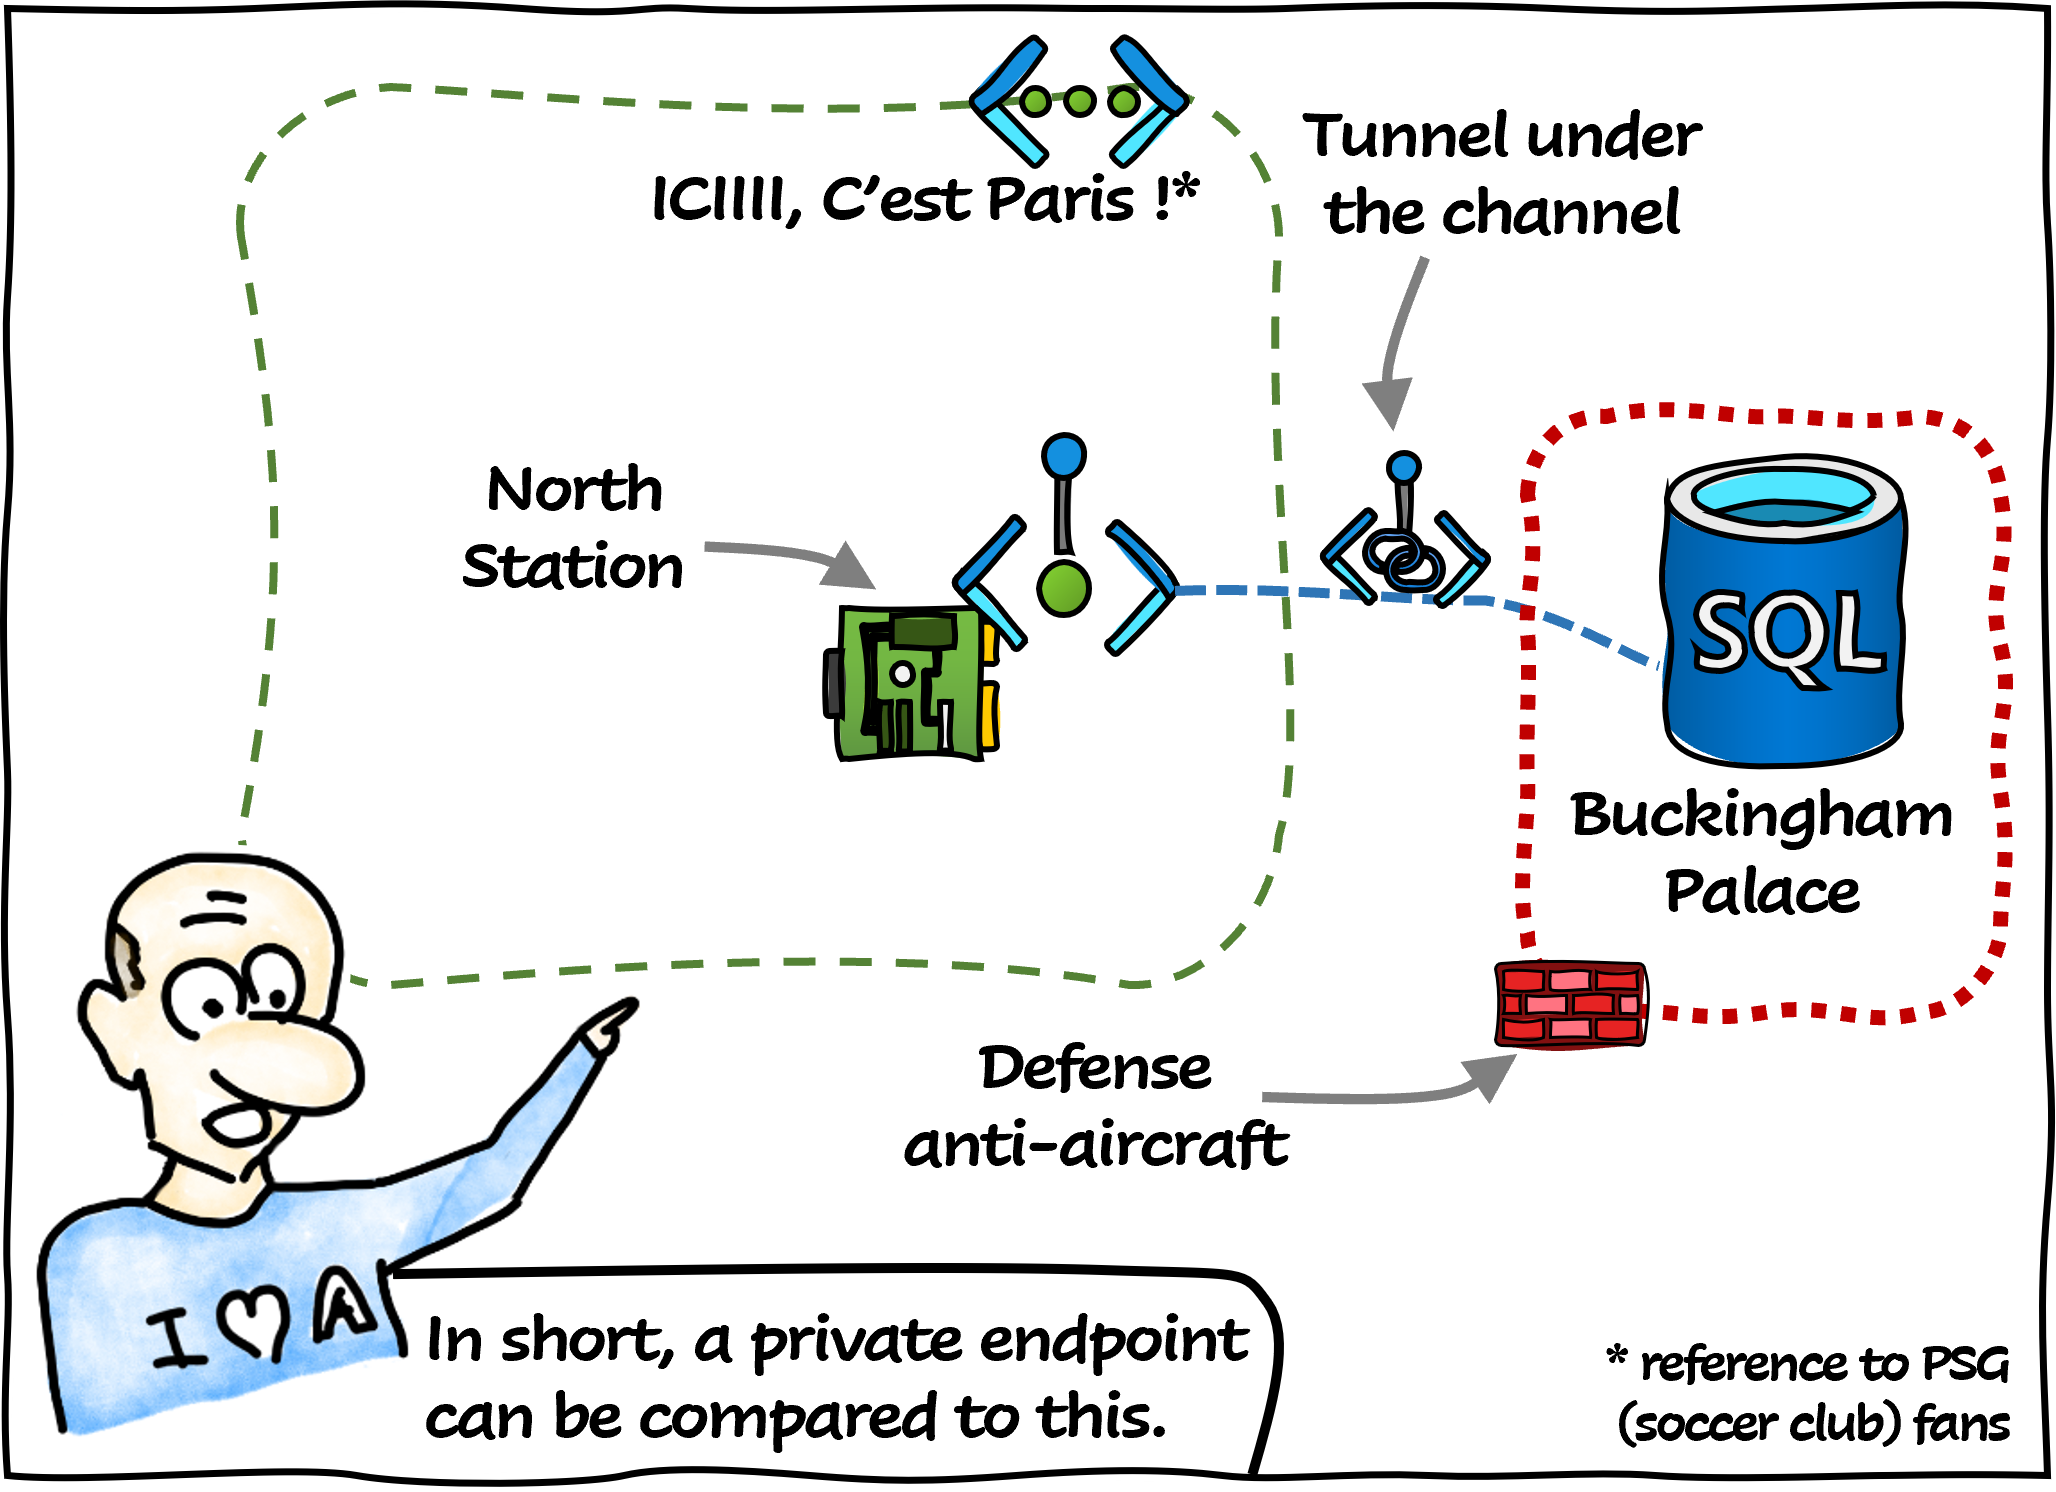 ICIIII, C'est Paris !*
Tunnel under
the channel
North
Station
SQL
Buckingham
Palace
Defense
anti-aircraft
I ♡ A
In short, a private endpoint
can be compared to this.
* reference to PSG
(soccer club) fans